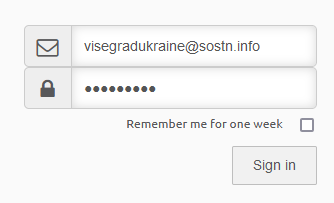 visegradukraine@sostn.info
●●●●●●●●●
Remember me for one week
Sign in